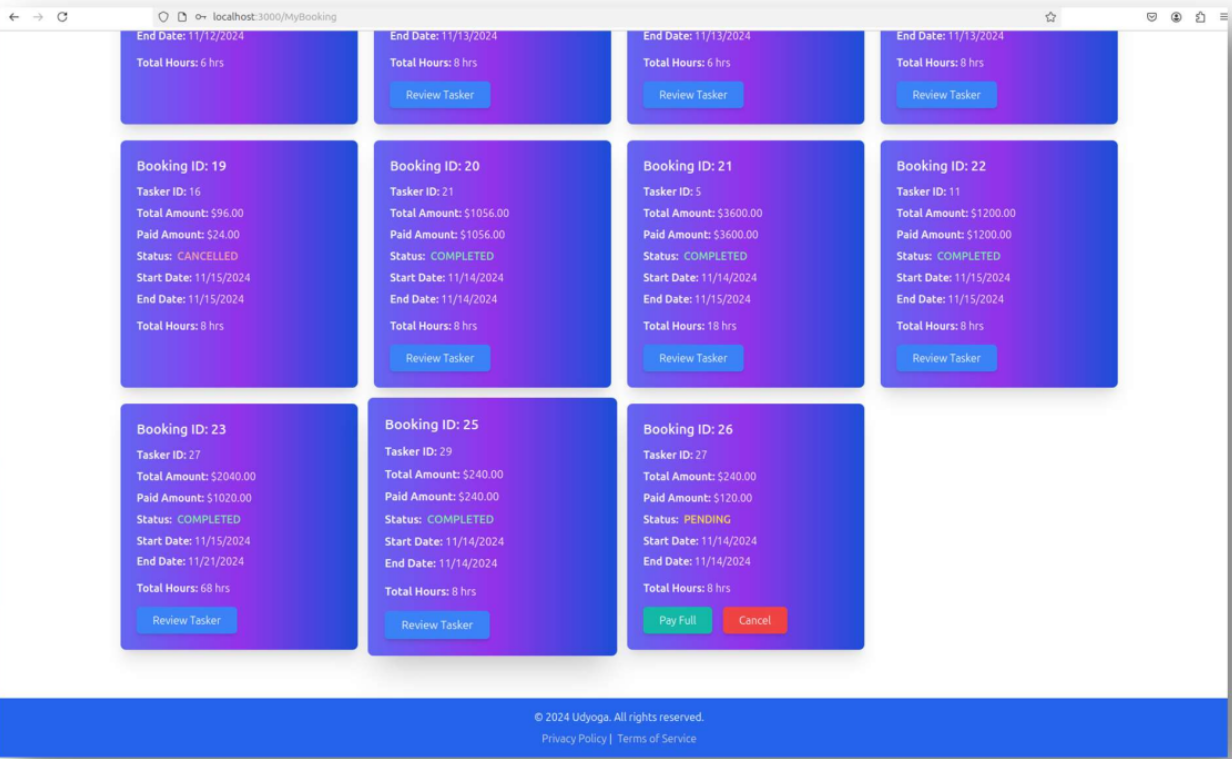 localhost:3000/MyBooking
End Date: 11/12/2024
Total Hours: 6 hrs
End Date: 11/13/2024
Total Hours: 8 hrs
Review Tasker
End Date: 11/13/2024
Total Hours: 6 hrs
Review Tasker
End Date: 11/13/2024
Total Hours: 8 hrs
Review Tasker
Booking ID: 19
Tasker ID: 16
Total Amount: $96.00
Paid Amount: $24.00
Status: CANCELLED
Start Date: 11/15/2024
End Date: 11/15/2024
Total Hours: 8 hrs
Booking ID: 20
Tasker ID: 21
Total Amount: $1056.00
Paid Amount: $1056.00
Status: COMPLETED
Start Date: 11/14/2024
End Date: 11/14/2024
Total Hours: 8 hrs
Review Tasker
Booking ID: 21
Tasker ID: 5
Total Amount: $3600.00
Paid Amount: $3600.00
Status: COMPLETED
Start Date: 11/14/2024
End Date: 11/15/2024
Total Hours: 18 hrs
Review Tasker
Booking ID: 22
Tasker ID: 11
Total Amount: $1200.00
Paid Amount: $1200.00
Status: COMPLETED
Start Date: 11/15/2024
End Date: 11/15/2024
Total Hours: 8 hrs
Review Tasker
Booking ID: 23
Tasker ID: 27
Total Amount: $2040.00
Paid Amount: $1020.00
Status: COMPLETED
Start Date: 11/15/2024
End Date: 11/21/2024
Total Hours: 68 hrs
Review Tasker
Booking ID: 25
Tasker ID: 29
Total Amount: $240.00
Paid Amount: $240.00
Status: COMPLETED
Start Date: 11/14/2024
End Date: 11/14/2024
Total Hours: 8 hrs
Review Tasker
Booking ID: 26
Tasker ID: 27
Total Amount: $240.00
Paid Amount: $120.00
Status: PENDING
Start Date: 11/14/2024
End Date: 11/14/2024
Total Hours: 8 hrs
Pay Full
Cancel
© 2024 Udyoga. All rights reserved.
Privacy Policy | Terms of Service